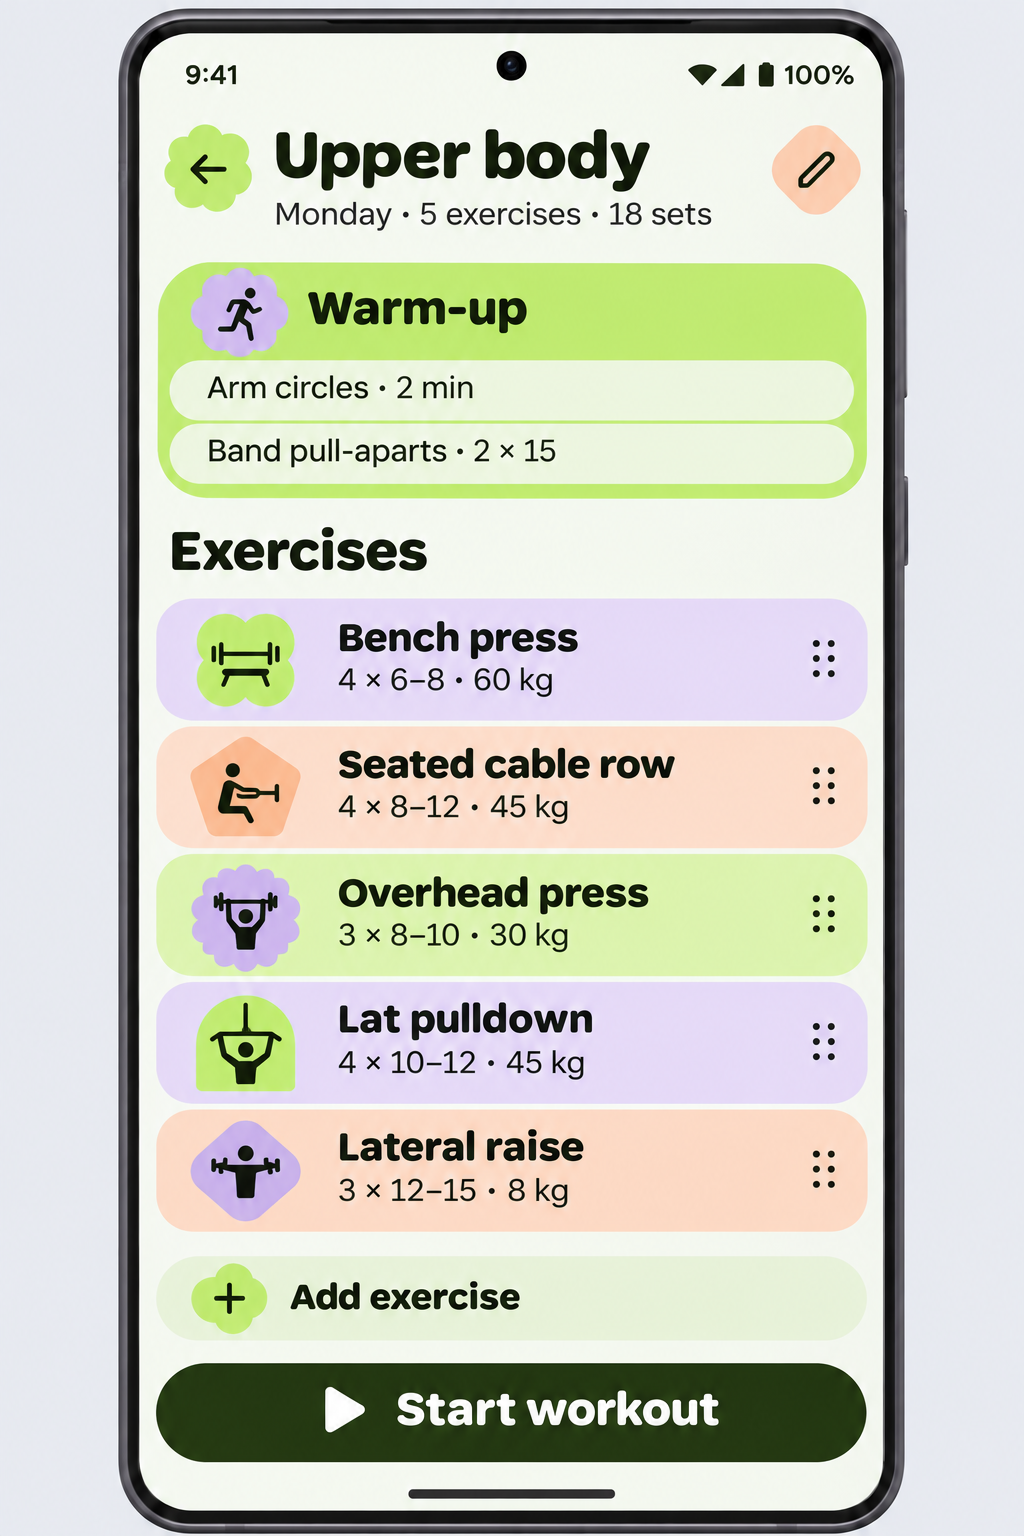 9:41
100%
Upper body
Monday • 5 exercises • 18 sets
Warm-up
Arm circles • 2 min
Band pull-aparts • 2 × 15
Exercises
Bench press
4 × 6–8 • 60 kg
Seated cable row
4 × 8–12 • 45 kg
Overhead press
3 × 8–10 • 30 kg
Lat pulldown
4 × 10–12 • 45 kg
Lateral raise
3 × 12–15 • 8 kg
Add exercise
Start workout